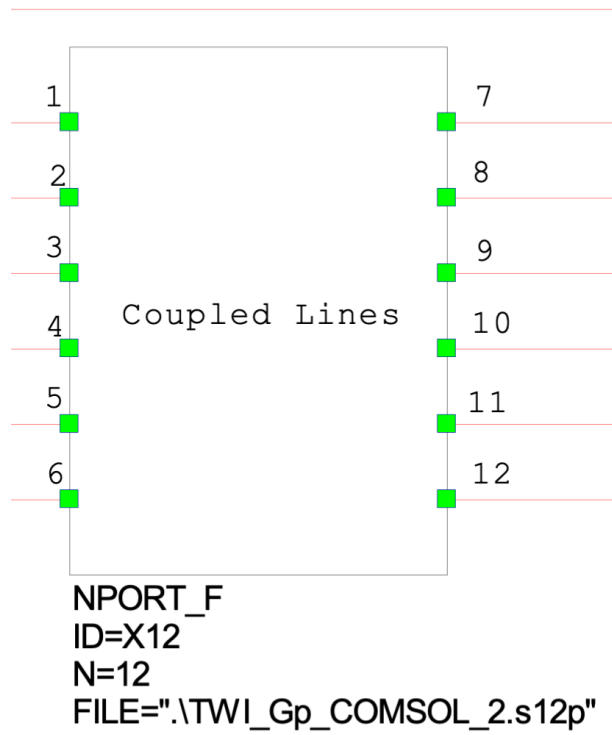 1 7
2 8
3 9
Coupled Lines
4 10
5 11
6 12
NPORT_F
ID=X12
N=12
FILE=".\TWI_Gp_COMSOL_2.s12p"